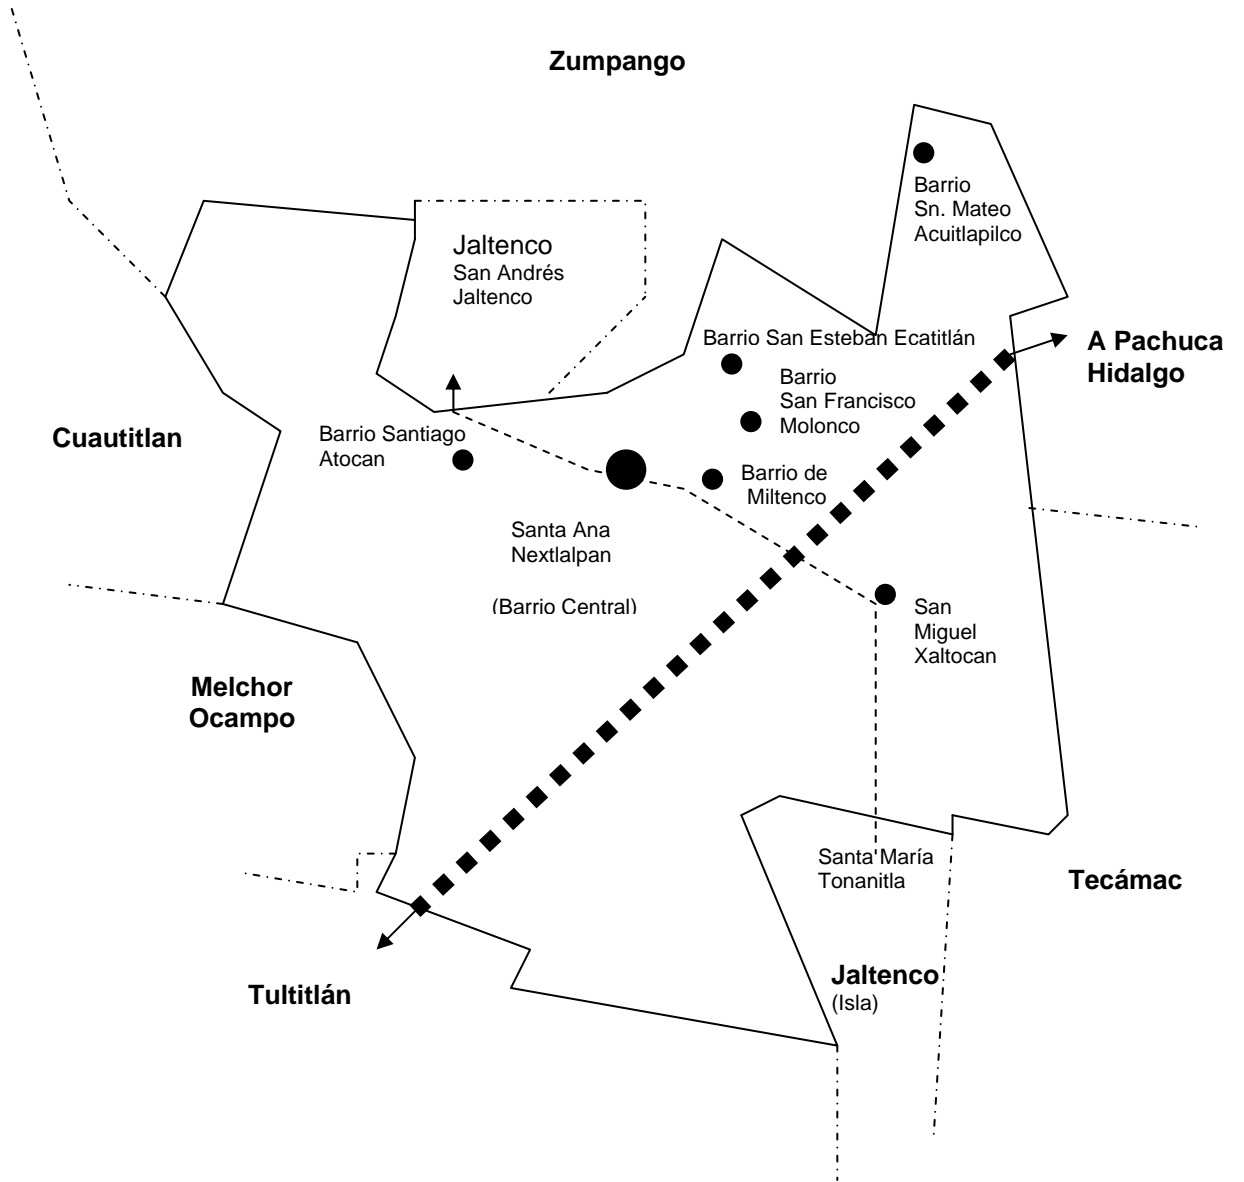 Zumpango
Barrio
Sn. Mateo
Acuitlapilco
Jaltenco
San Andrés
Jaltenco
Barrio San Esteban Ecatitlán
A Pachuca
Hidalgo
Barrio
San Francisco
Molonco
Cuautitlan
Barrio Santiago
Atocan
Barrio de
Miltenco
Santa Ana
Nextlalpan
(Barrio Central)
San
Miguel
Xaltocan
Melchor
Ocampo
Santa María
Tonanitla
Tecámac
Jaltenco
(Isla)
Tultitlán